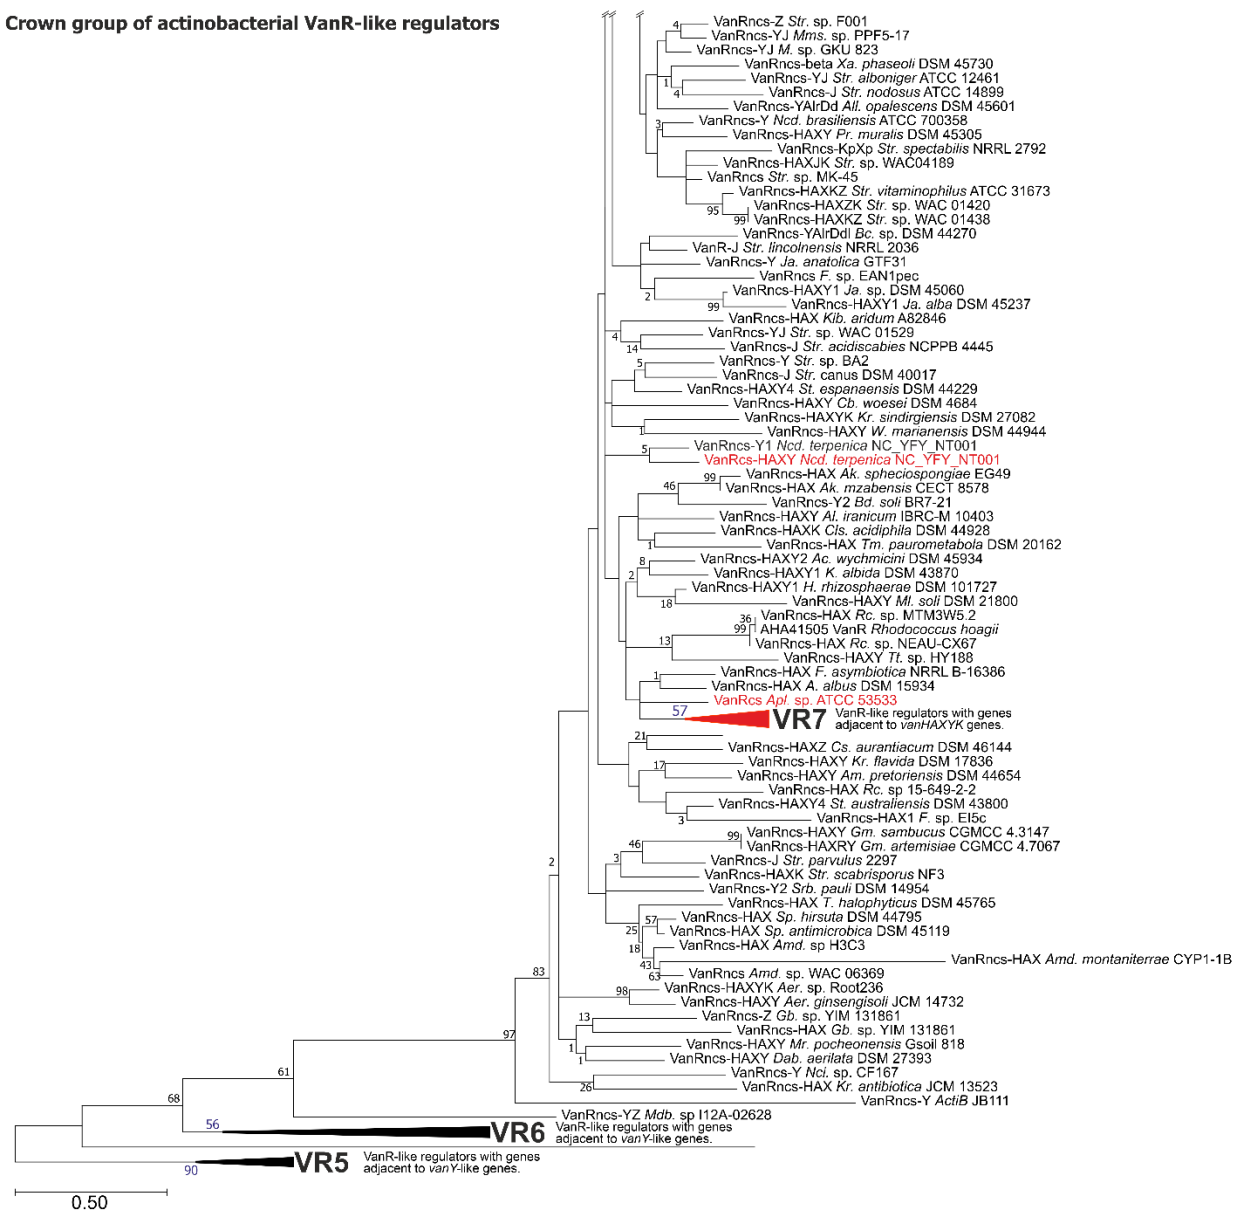 Crown group of actinobacterial VanR-like regulators
4
VanRncs-Z Str. sp. F001
VanRncs-YJ Mms. sp. PPF5-17
VanRncs-YJ M. sp. GKU 823
VanRncs-beta Xa. phaseoli DSM 45730
1
VanRncs-YJ Str. alboniger ATCC 12461
4
VanRncs-J Str. nodosus ATCC 14899
VanRncs-YAlrDd All. opalescens DSM 45601
3
VanRncs-Y Ncd. brasiliensis ATCC 700358
VanRncs-HAXY Pr. muralis DSM 45305
VanRncs-KpXp Str. spectabilis NRRL 2792
VanRncs-HAXJK Str. sp. WAC04189
VanRncs Str. sp. MK-45
VanRncs-HAXKZ Str. vitaminophilus ATCC 31673
95
VanRncs-HAXZK Str. sp. WAC 01420
99
VanRncs-HAXKZ Str. sp. WAC 01438
VanRncs-YAlrDdl Bc. sp. DSM 44270
VanR-J Str. lincolnensis NRRL 2036
VanRncs-Y Ja. anatolica GTF31
VanRncs F. sp. EAN1pec
2
VanRncs-HAXY1 Ja. sp. DSM 45060
99
VanRncs-HAXY1 Ja. alba DSM 45237
VanRncs-HAX Kib. aridum A82846
4
VanRncs-YJ Str. sp. WAC 01529
14
VanRncs-J Str. acidiscabies NCPPB 4445
5
VanRncs-Y Str. sp. BA2
VanRncs-J Str. canus DSM 40017
VanRncs-HAXY4 St. espanaensis DSM 44229
VanRncs-HAXY Cb. woesei DSM 4684
VanRncs-HAXYK Kr. sindirgiensis DSM 27082
1
VanRncs-HAXY W. marianensis DSM 44944
5
VanRncs-Y1 Ncd. terpenica NC_YFY_NT001
VanRcs-HAXY Ncd. terpenica NC_YFY_NT001
99
VanRncs-HAX Ak. spheciospongiae EG49
46
VanRncs-HAX Ak. mzabensis CECT 8578
VanRncs-Y2 Bd. soli BR7-21
VanRncs-HAXY Al. iranicum IBRC-M 10403
VanRncs-HAXK Cls. acidiphila DSM 44928
1
VanRncs-HAX Tm. paurometabola DSM 20162
8
VanRncs-HAXY2 Ac. wychmicini DSM 45934
2
VanRncs-HAXY1 K. albida DSM 43870
VanRncs-HAXY1 H. rhizosphaerae DSM 101727
18
VanRncs-HAXY Ml. soli DSM 21800
36
VanRncs-HAX Rc. sp. MTM3W5.2
99
AHA41505 VanR Rhodococcus hoagii
13
VanRncs-HAX Rc. sp. NEAU-CX67
VanRncs-HAXY Tt. sp. HY188
1
VanRncs-HAX F. asymbiotica NRRL B-16386
VanRncs-HAX A. albus DSM 15934
VanRcs Apl. sp. ATCC 53533
57
VR7
VanR-like regulators with genes
adjacent to vanHAXYK genes.
21
VanRncs-HAXZ Cs. aurantiacum DSM 46144
17
VanRncs-HAXY Kr. flavida DSM 17836
VanRncs-HAXY Am. pretoriensis DSM 44654
VanRncs-HAX Rc. sp 15-649-2-2
VanRncs-HAXY4 St. australiensis DSM 43800
3
VanRncs-HAX1 F. sp. EI5c
99
VanRncs-HAXY Gm. sambucus CGMCC 4.3147
46
VanRncs-HAXRY Gm. artemisiae CGMCC 4.7067
3
2
VanRncs-J Str. parvulus 2297
VanRncs-HAXK Str. scabrisporus NF3
VanRncs-Y2 Srb. pauli DSM 14954
VanRncs-HAX T. halophyticus DSM 45765
57
VanRncs-HAX Sp. hirsuta DSM 44795
25
VanRncs-HAX Sp. antimicrobica DSM 45119
18
VanRncs-HAX Amd. sp H3C3
43
VanRncs-HAX Amd. montaniterrae CYP1-1B
83
63
VanRncs Amd. sp. WAC 06369
98
VanRncs-HAXYK Aer. sp. Root236
VanRncs-HAXY Aer. ginsengisoli JCM 14732
13
VanRncs-Z Gb. sp. YIM 131861
97
VanRncs-HAX Gb. sp. YIM 131861
1
VanRncs-HAXY Mr. pocheonensis Gsoil 818
1
VanRncs-HAXY Dab. aerilata DSM 27393
61
VanRncs-Y Ncl. sp. CF167
26
VanRncs-HAX Kr. antibiotica JCM 13523
68
VanRncs-Y ActiB JB111
VanRncs-YZ Mdb. sp I12A-02628
56
VR6
VanR-like regulators with genes
adjacent to vanY-like genes.
90
VR5
VanR-like regulators with genes
adjacent to vanY-like genes.
0.50